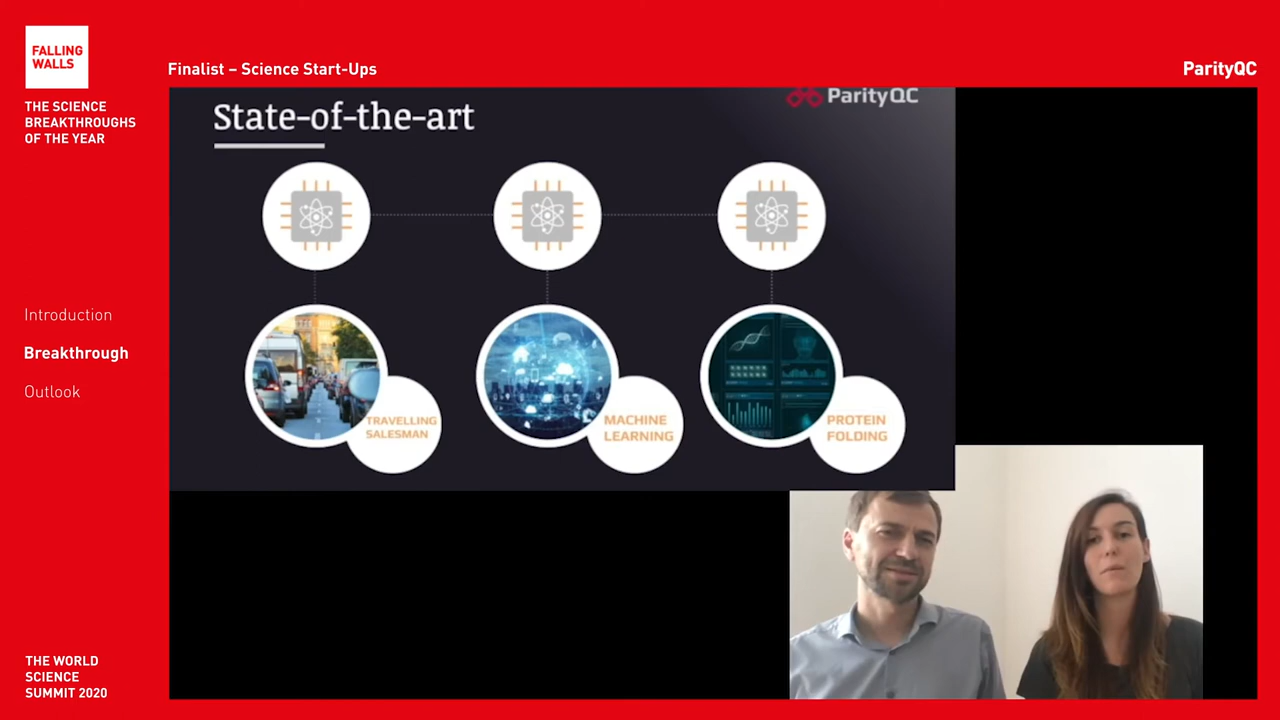 FALLING
WALLS
THE SCIENCE
BREAKTHROUGHS
OF THE YEAR
Finalist – Science Start-Ups
ParityQC
State-of-the-art
ParityQC
TRAVELLING
SALESMAN
MACHINE
LEARNING
PROTEIN
FOLDING
Introduction
Breakthrough
Outlook
THE WORLD
SCIENCE
SUMMIT 2020